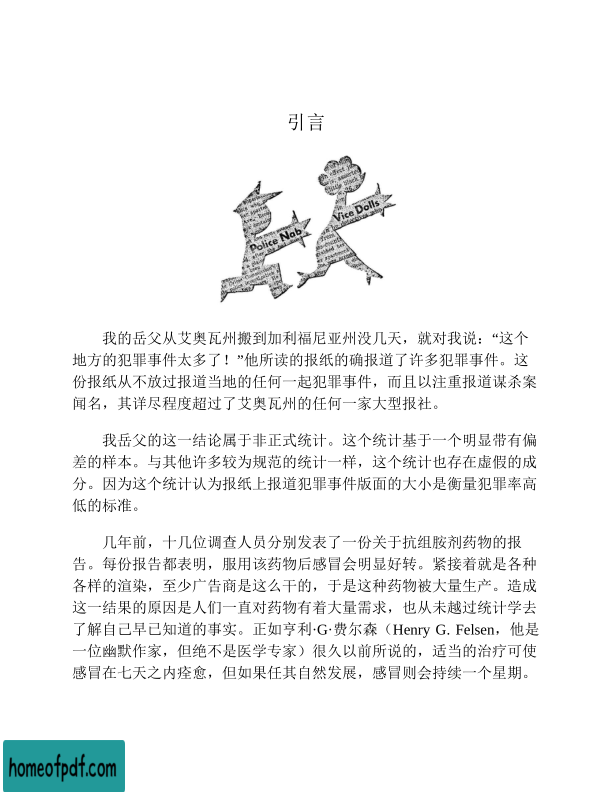 引言
Police Nab
Vice Dolls
我的岳父从艾奥瓦州搬到加利福尼亚州没几天，就对我说：“这个
地方的犯罪事件太多了！”他所读的报纸的确报道了许多犯罪事件。这
份报纸从不放过报道当地的任何一起犯罪事件，而且以注重报道谋杀案
闻名，其详尽程度超过了艾奥瓦州的任何一家大型报社。
我岳父的这一结论属于非正式统计。这个统计基于一个明显带有偏
差的样本。与其他许多较为规范的统计一样，这个统计也存在虚假的成
分。因为这个统计认为报纸上报道犯罪事件版面的大小是衡量犯罪率高
低的标准。
几年前，十几位调查人员分别发表了一份关于抗组胺剂药物的报
告。每份报告都表明，服用该药物后感冒会明显好转。紧接着就是各种
各样的渲染，至少广告商是这么干的，于是这种药物被大量生产。造成
这一结果的原因是人们一直对药物有着大量需求，也从未越过统计学去
了解自己早已知道的事实。正如亨利·G·费尔森（Henry G. Felsen，他是
一位幽默作家，但绝不是医学专家）很久以前所说的，适当的治疗可使
感冒在七天之内痊愈，但如果任其自然发展，感冒则会持续一个星期。
homeofpdf.com